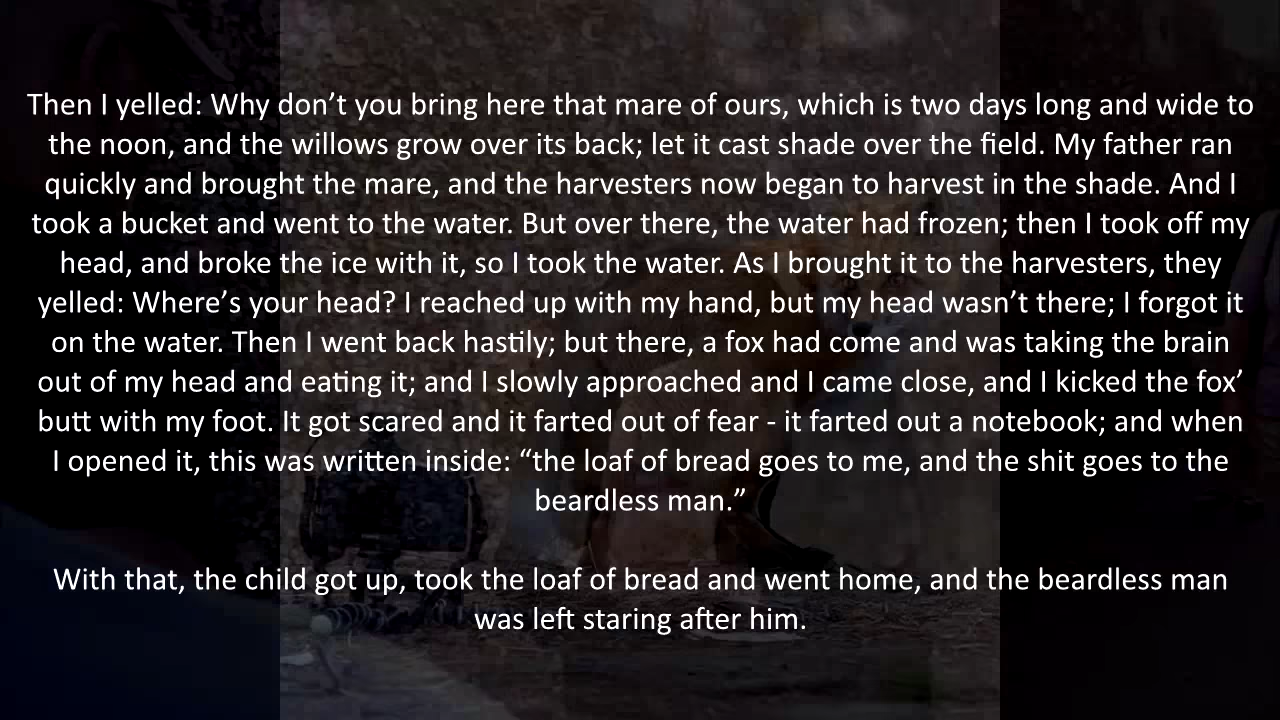 Then I yelled: Why don’t you bring here that mare of ours, which is two days long and wide to
the noon, and the willows grow over its back; let it cast shade over the field. My father ran
quickly and brought the mare, and the harvesters now began to harvest in the shade. And I
took a bucket and went to the water. But over there, the water had frozen; then I took off my
head, and broke the ice with it, so I took the water. As I brought it to the harvesters, they
yelled: Where’s your head? I reached up with my hand, but my head wasn’t there; I forgot it
on the water. Then I went back hastily; but there, a fox had come and was taking the brain
out of my head and eating it; and I slowly approached and I came close, and I kicked the fox’
butt with my foot. It got scared and it farted out of fear - it farted out a notebook; and when
I opened it, this was written inside: “the loaf of bread goes to me, and the shit goes to the
beardless man.”
With that, the child got up, took the loaf of bread and went home, and the beardless man
was left staring after him.